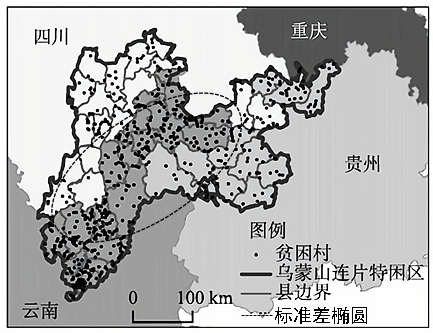 四川
重庆
贵州
图例
贫困村
乌蒙山连片特困区
县边界
标准差椭圆
云南
0 100 km